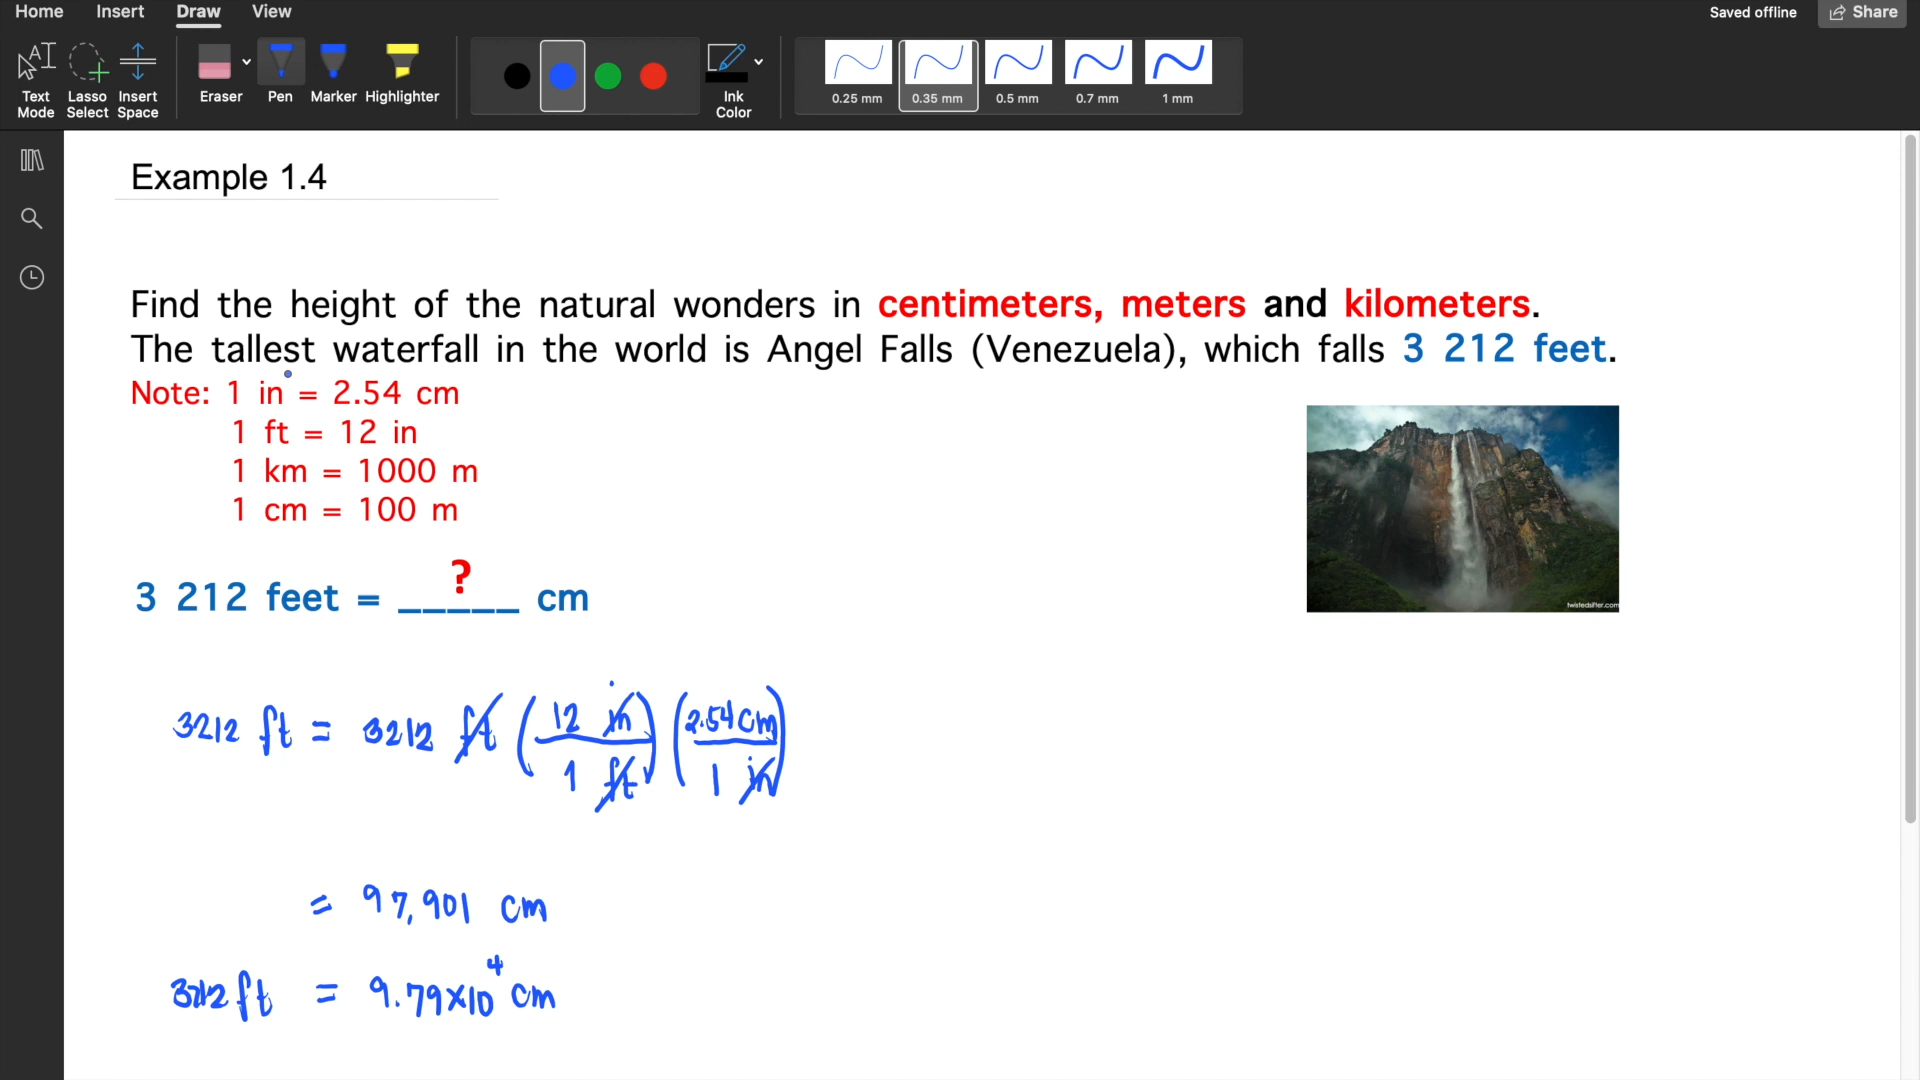 Home Insert Draw View
Saved offline Share
Text Mode Lasso Select Insert Space Eraser Pen Marker Highlighter Ink Color 0.25 mm 0.35 mm 0.5 mm 0.7 mm 1 mm
Example 1.4
Find the height of the natural wonders in centimeters, meters and kilometers.
The tallest waterfall in the world is Angel Falls (Venezuela), which falls 3 212 feet.
Note: 1 in = 2.54 cm
1 ft = 12 in
1 km = 1000 m
1 cm = 100 m
twistedsifter.com
?
3 212 feet = _____ cm
3212 ft = 3212 ft (12 in / 1 ft) (2.54 cm / 1 in)
= 97,901 cm
3212 ft = 9.79×10⁴ cm